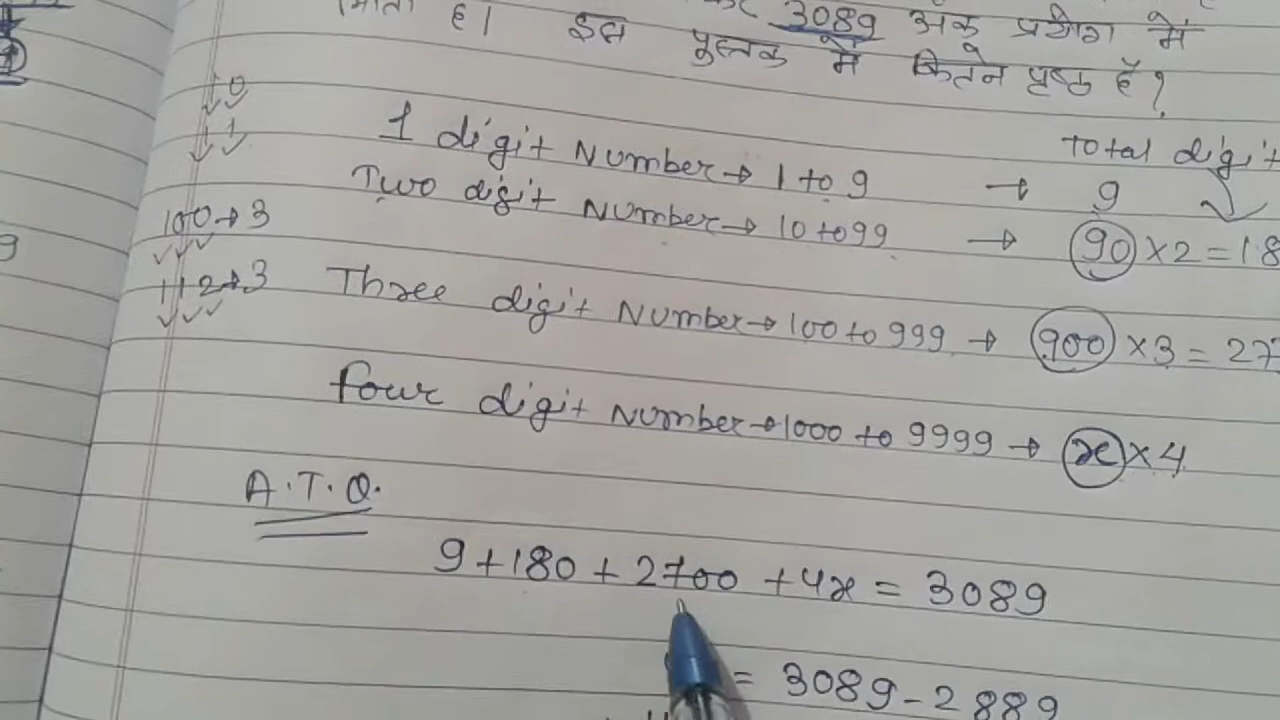 3089 अंक प्रयोग में
है। इस पुस्तक में कितने पृष्ठ हैं?
Total digit
1 digit Number → 1 to 9 → 9
Two digit Number → 10 to 99 → 90 × 2 = 18
Three digit Number → 100 to 999 → 900 × 3 = 27
four digit Number → 1000 to 9999 → x × 4
100 → 3
112 → 3
A.T.Q.
9 + 180 + 2700 + 4x = 3089
= 3089 - 2889